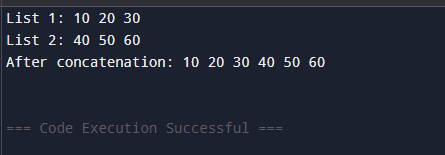 List 1: 10 20 30
List 2: 40 50 60
After concatenation: 10 20 30 40 50 60
=== Code Execution Successful ===